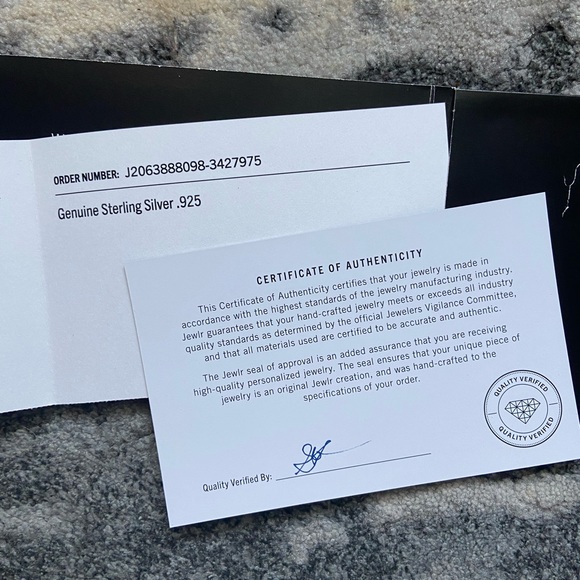 ORDER NUMBER: J2063888098-3427975
Genuine Sterling Silver .925
CERTIFICATE OF AUTHENTICITY
This Certificate of Authenticity certifies that your jewelry is made in
accordance with the highest standards of the jewelry manufacturing industry.
Jewlr guarantees that your hand-crafted jewelry meets or exceeds all industry
quality standards as determined by the official Jewelers Vigilance Committee,
and that all materials used are certified to be accurate and authentic.
The Jewlr seal of approval is an added assurance that you are receiving
high-quality personalized jewelry. The seal ensures that your unique piece of
jewelry is an original Jewlr creation, and was hand-crafted to the
specifications of your order.
QUALITY VERIFIED
QUALITY VERIFIED
Quality Verified By: